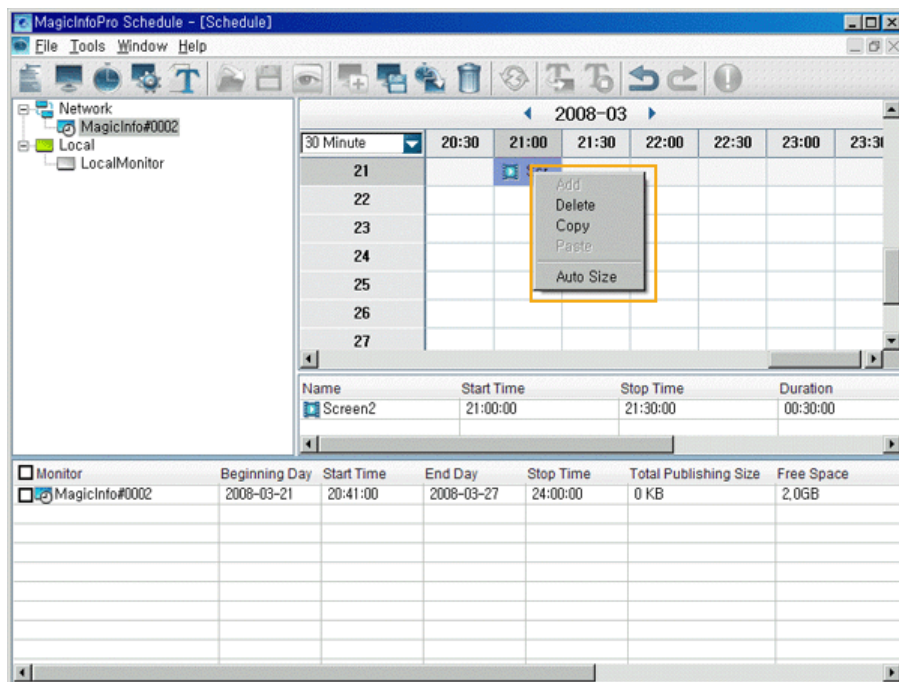 MagicInfoPro Schedule - [Schedule]
File Tools Window Help
Network
MagicInfo#0002
Local
LocalMonitor
2008-03
30 Minute 20:30 21:00 21:30 22:00 22:30 23:00 23:30
21
22
23
24
25
26
27
Add
Delete
Copy
Paste
Auto Size
Name Start Time Stop Time Duration
Screen2 21:00:00 21:30:00 00:30:00
Monitor Beginning Day Start Time End Day Stop Time Total Publishing Size Free Space
MagicInfo#0002 2008-03-21 20:41:00 2008-03-27 24:00:00 0 KB 2,0GB